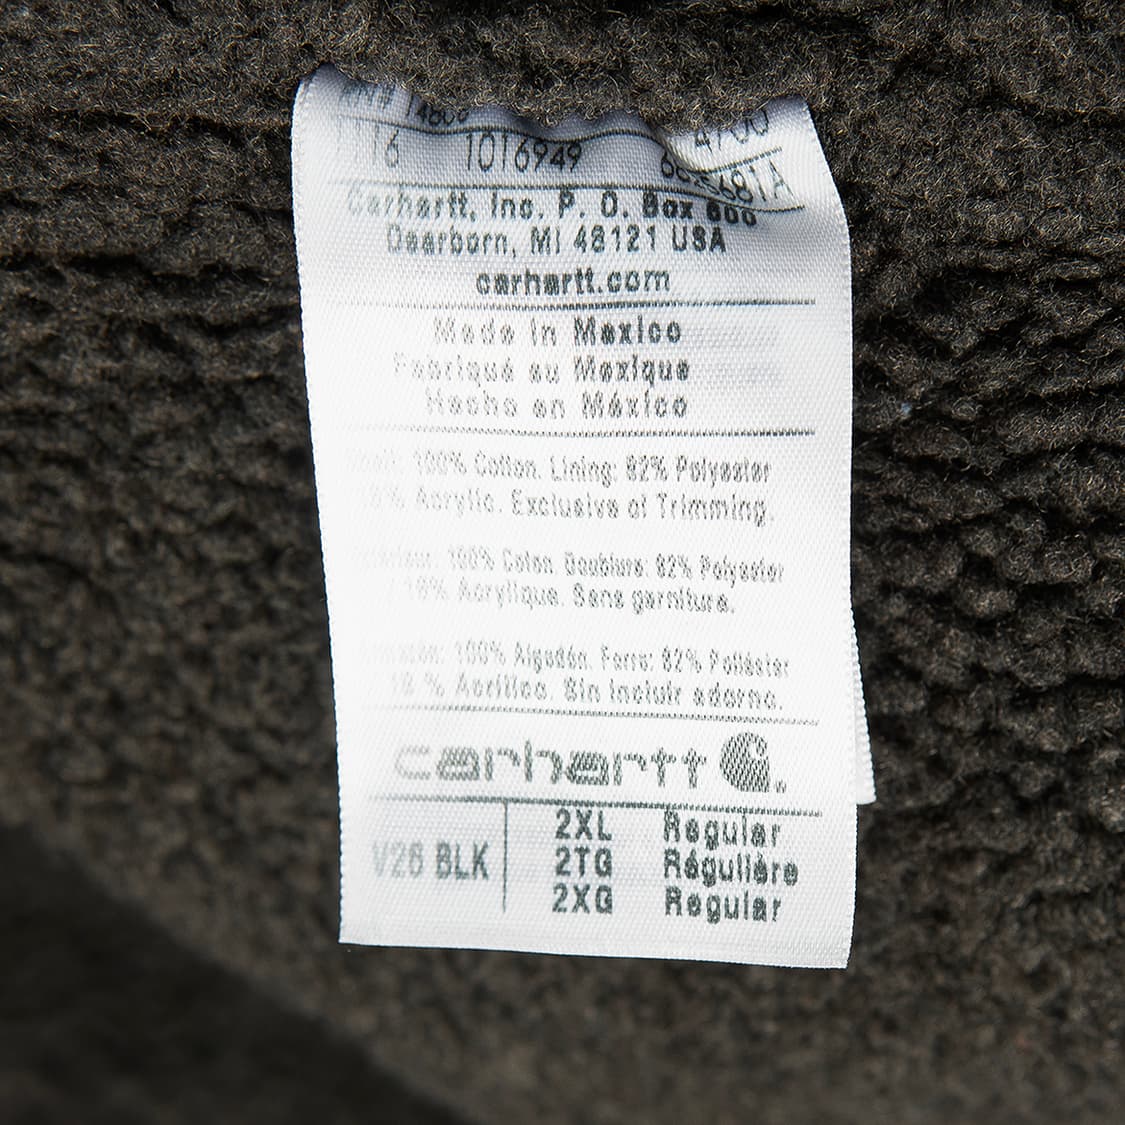 1016949
Carhartt, Inc. P. O. Box 600
Dearborn, MI 48121 USA
carhartt.com
Made in Mexico
Fabriqué au Mexique
Hecho en México
100% Cotton. Lining: 82% Polyester
Acrylic. Exclusive of Trimming.
100% Coton. Doublure: 82% Polyester
18% Acrylique. Sans garniture.
100% Algodón. Forro: 82% Poliéster
18 % Acrílico. Sin incluir adorno.
carhartt
V26 BLK
2XL Regular
2TG Régulière
2XG Regular